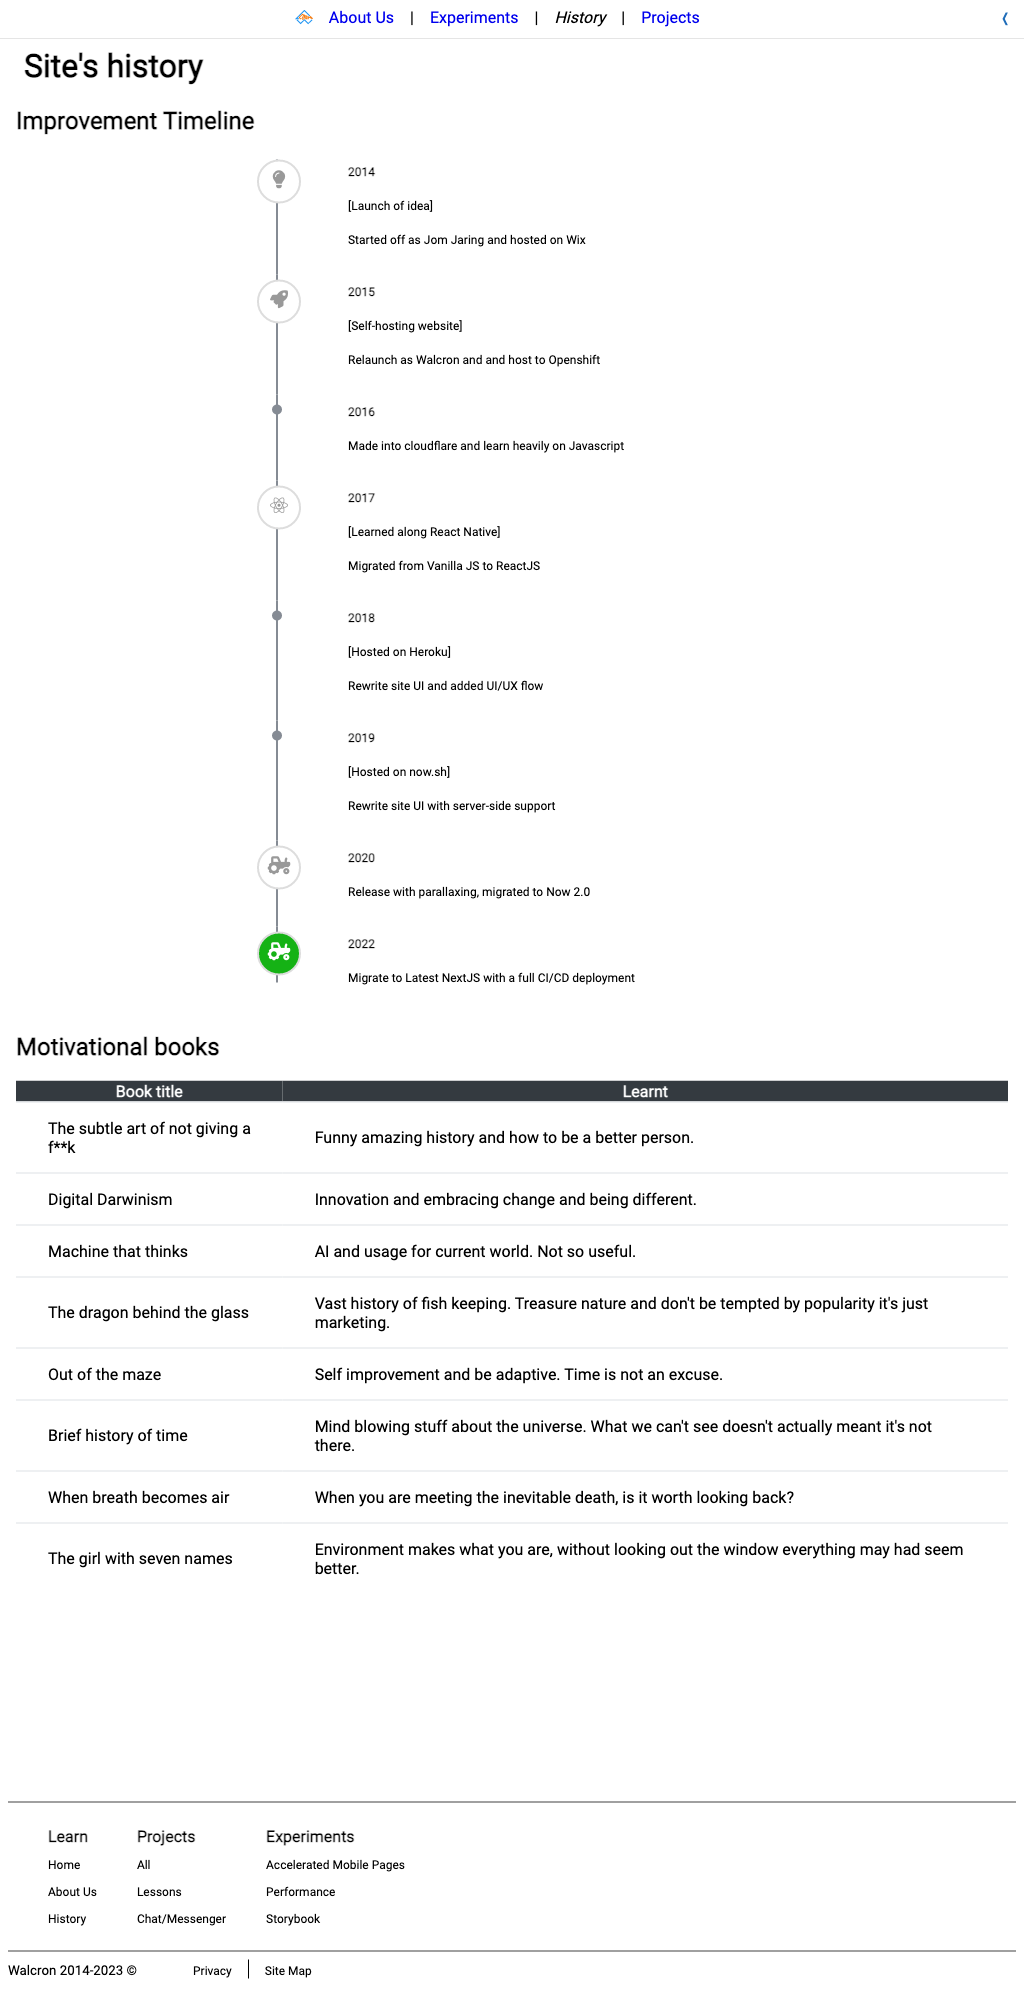 About Us | Experiments | History | Projects
Site's history
Improvement Timeline
2014
[Launch of idea]
Started off as Jom Jaring and hosted on Wix
2015
[Self-hosting website]
Relaunch as Walcron and and host to Openshift
2016
Made into cloudflare and learn heavily on Javascript
2017
[Learned along React Native]
Migrated from Vanilla JS to ReactJS
2018
[Hosted on Heroku]
Rewrite site UI and added UI/UX flow
2019
[Hosted on now.sh]
Rewrite site UI with server-side support
2020
Release with parallaxing, migrated to Now 2.0
2022
Migrate to Latest NextJS with a full CI/CD deployment
Motivational books
Book title Learnt
The subtle art of not giving a
f**k
Funny amazing history and how to be a better person.
Digital Darwinism Innovation and embracing change and being different.
Machine that thinks AI and usage for current world. Not so useful.
The dragon behind the glass
Vast history of fish keeping. Treasure nature and don't be tempted by popularity it's just
marketing.
Out of the maze Self improvement and be adaptive. Time is not an excuse.
Brief history of time
Mind blowing stuff about the universe. What we can't see doesn't actually meant it's not
there.
When breath becomes air When you are meeting the inevitable death, is it worth looking back?
The girl with seven names
Environment makes what you are, without looking out the window everything may had seem
better.
Learn Projects Experiments
Home All Accelerated Mobile Pages
About Us Lessons Performance
History Chat/Messenger Storybook
Walcron 2014-2023 © Privacy Site Map